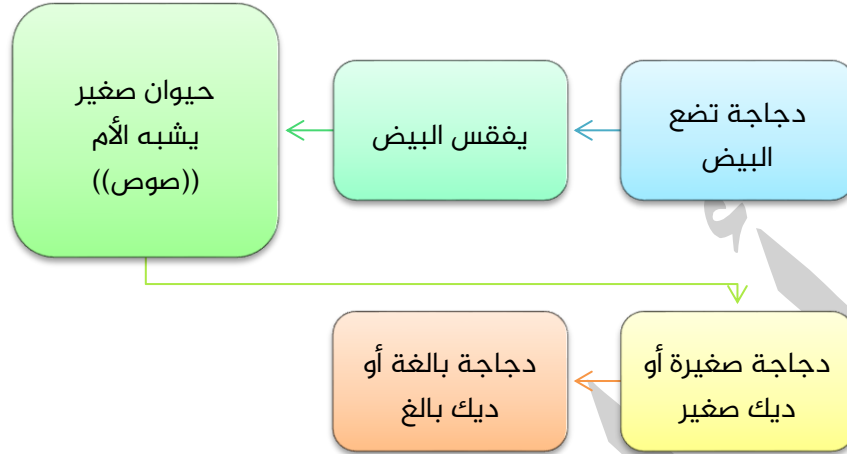 دجاجة تضع
البيض
يفقس البيض
حيوان صغير
يشبه الأم
((صوص))
دجاجة صغيرة أو
ديك صغير
دجاجة بالغة أو
ديك بالغ